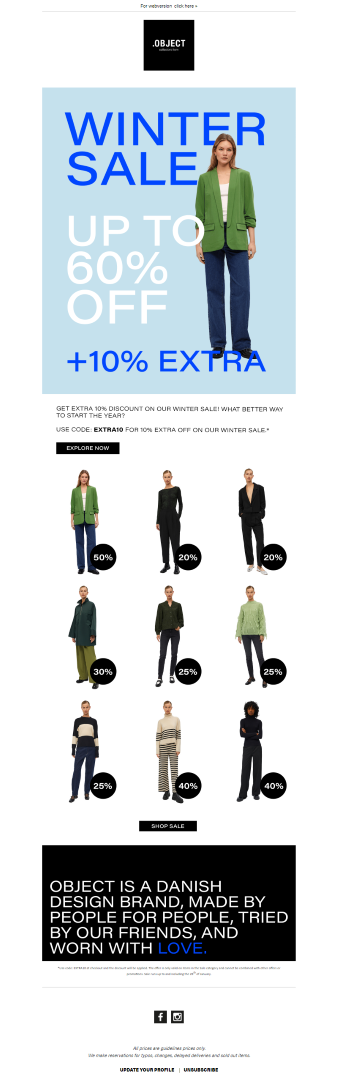 For webversion click here »
.OBJECT
WINTER
SALE
UP TO
60%
OFF
+10% EXTRA
GET EXTRA 10% DISCOUNT ON OUR WINTER SALE! WHAT BETTER WAY
TO START THE YEAR?
USE CODE: EXTRA10 FOR 10% EXTRA OFF ON OUR WINTER SALE.*
EXPLORE NOW
50%
20%
20%
30%
25%
25%
25%
40%
40%
SHOP SALE
OBJECT IS A DANISH
DESIGN BRAND, MADE BY
PEOPLE FOR PEOPLE, TRIED
BY OUR FRIENDS, AND
WORN WITH LOVE.
All prices are guidelines prices only.
We make reservations for typos, changes, delayed deliveries and sold out items.
UPDATE YOUR PROFILE | UNSUBSCRIBE